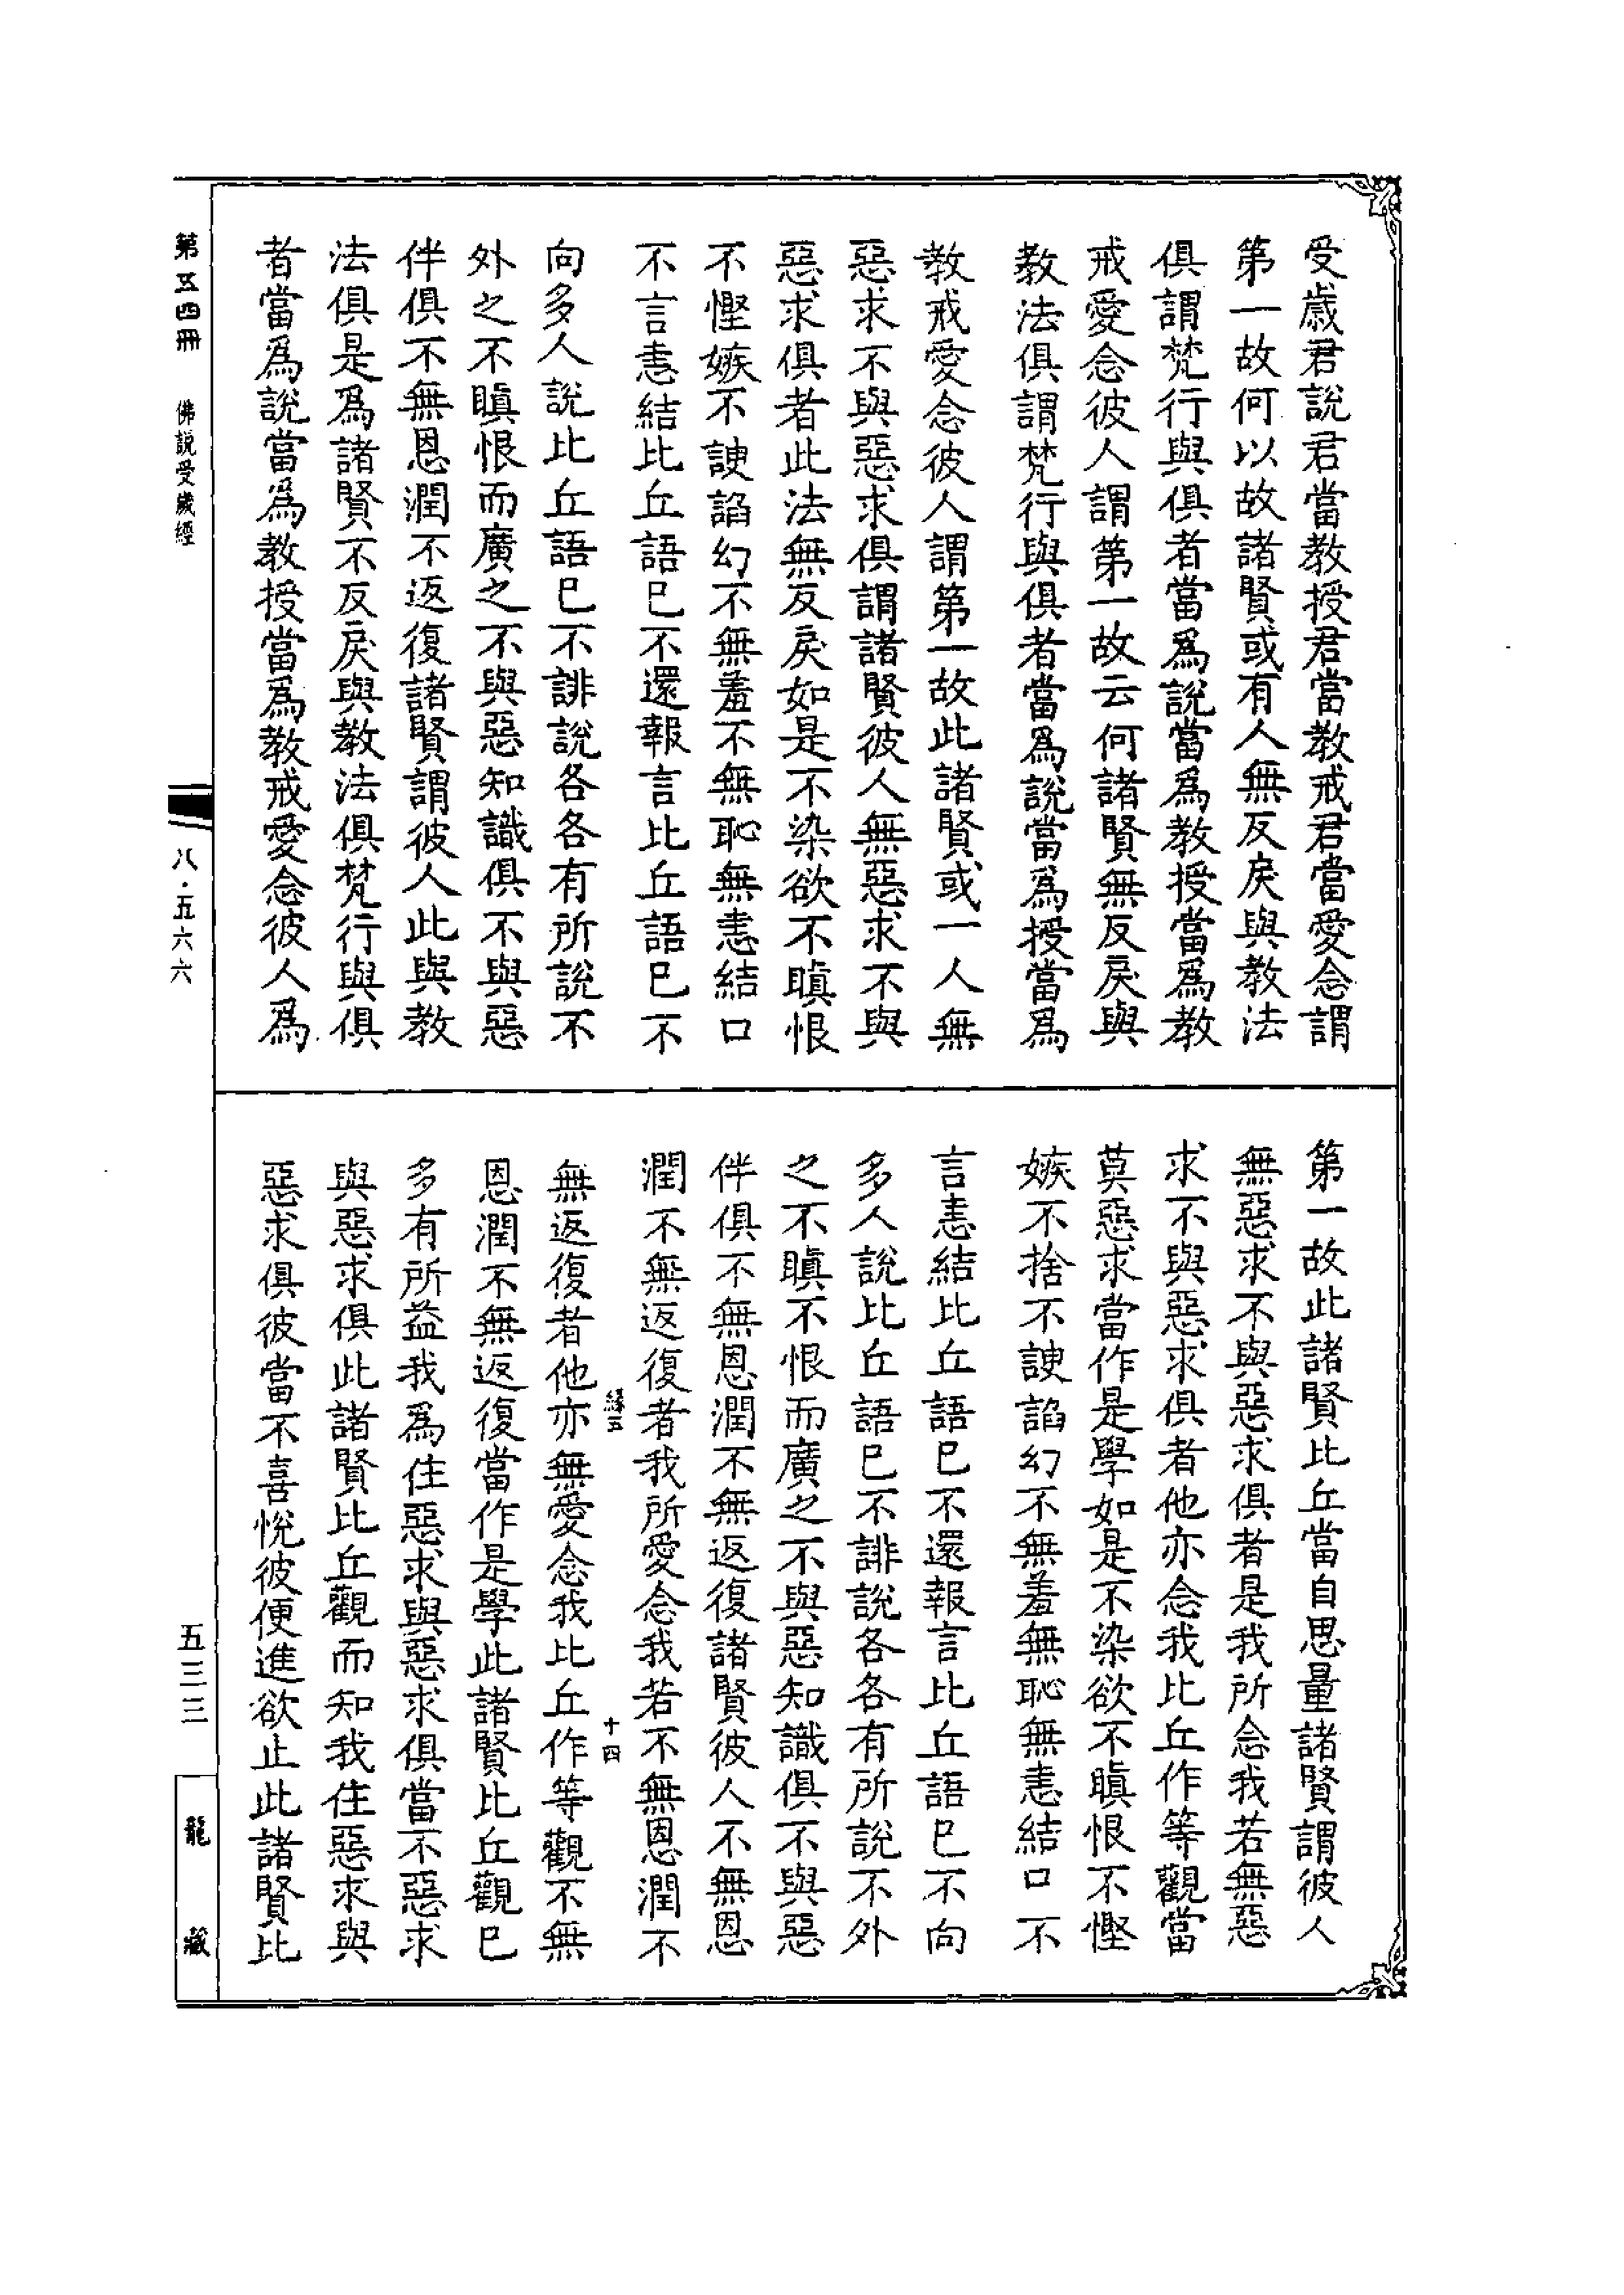 受歲君說君當教授君當教戒君當愛念謂
第一故何以故諸賢或有人無反戾與教法
俱謂梵行與俱者當爲說當爲教授當爲教
戒愛念彼人謂第一故云何諸賢無反戾與
教法俱謂梵行與俱者當爲說當爲授當爲
教戒愛念彼人謂第一故此諸賢或一人無
惡求不與惡求俱謂諸賢彼人無惡求不與
惡求俱者此法無反戾如是不染欲不瞋恨
不慳嫉不諛諂幻不無羞不無恥無恚結口
不言恚結比丘語已不還報言比丘語已不
向多人說比丘語已不誹說各各有所說不
外之不瞋恨而廣之不與惡知識俱不與惡
伴俱不無恩潤不返復諸賢謂彼人此與教
法俱是爲諸賢不反戾與教法俱梵行與俱
者當爲說當爲教授當爲教戒愛念彼人爲
第一故此諸賢比丘當自思量諸賢謂彼人
無惡求不與惡求俱者是我所念我若無惡
求不與惡求俱者他亦念我比丘作等觀當
莫惡求當作是學如是不染欲不瞋恨不慳
嫉不捨不諛諂幻不無羞無恥無恚結口不
言恚結比丘語已不還報言比丘語已不向
多人說比丘語已不誹說各各有所說不外
之不瞋不恨而廣之不與惡知識俱不與惡
伴俱不無恩潤不無返復諸賢彼人不無恩
潤不無返復者我所愛念我若不無恩潤不
無返復者他亦無愛念我比丘作等觀不無
恩潤不無返復當作是學此諸賢比丘觀已
多有所益我爲住惡求與惡求俱當不惡求
與惡求俱此諸賢比丘觀而知我住惡求與
惡求俱彼當不喜悅彼便進欲止此諸賢比
十四
第五四冊 佛說受歲經
八·五六六
五三三
龍藏